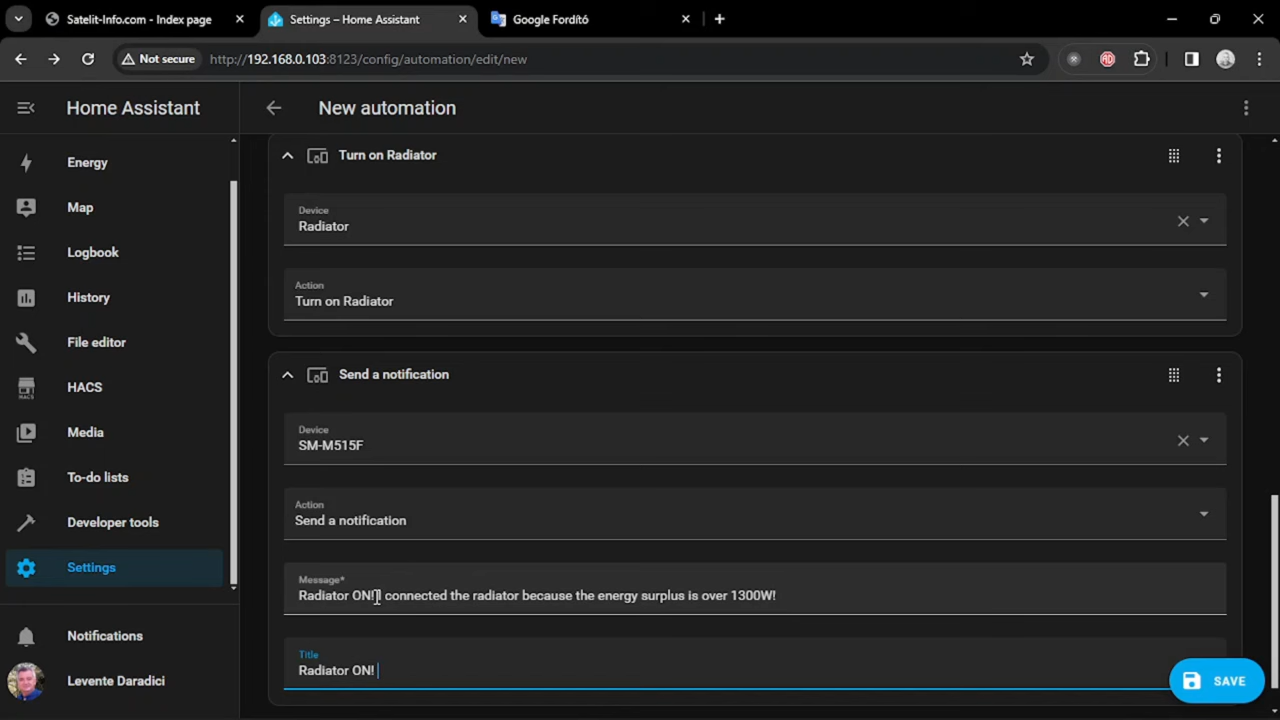 Satelit-Info.com - Index page
Settings – Home Assistant
Google Fordító
Not secure
http://192.168.0.103:8123/config/automation/edit/new
Home Assistant
New automation
Energy
Map
Logbook
History
File editor
HACS
Media
To-do lists
Developer tools
Settings
Notifications
Levente Daradici
Turn on Radiator
Device
Radiator
Action
Turn on Radiator
Send a notification
Device
SM-M515F
Action
Send a notification
Message*
Radiator ON! I connected the radiator because the energy surplus is over 1300W!
Title
Radiator ON!
SAVE